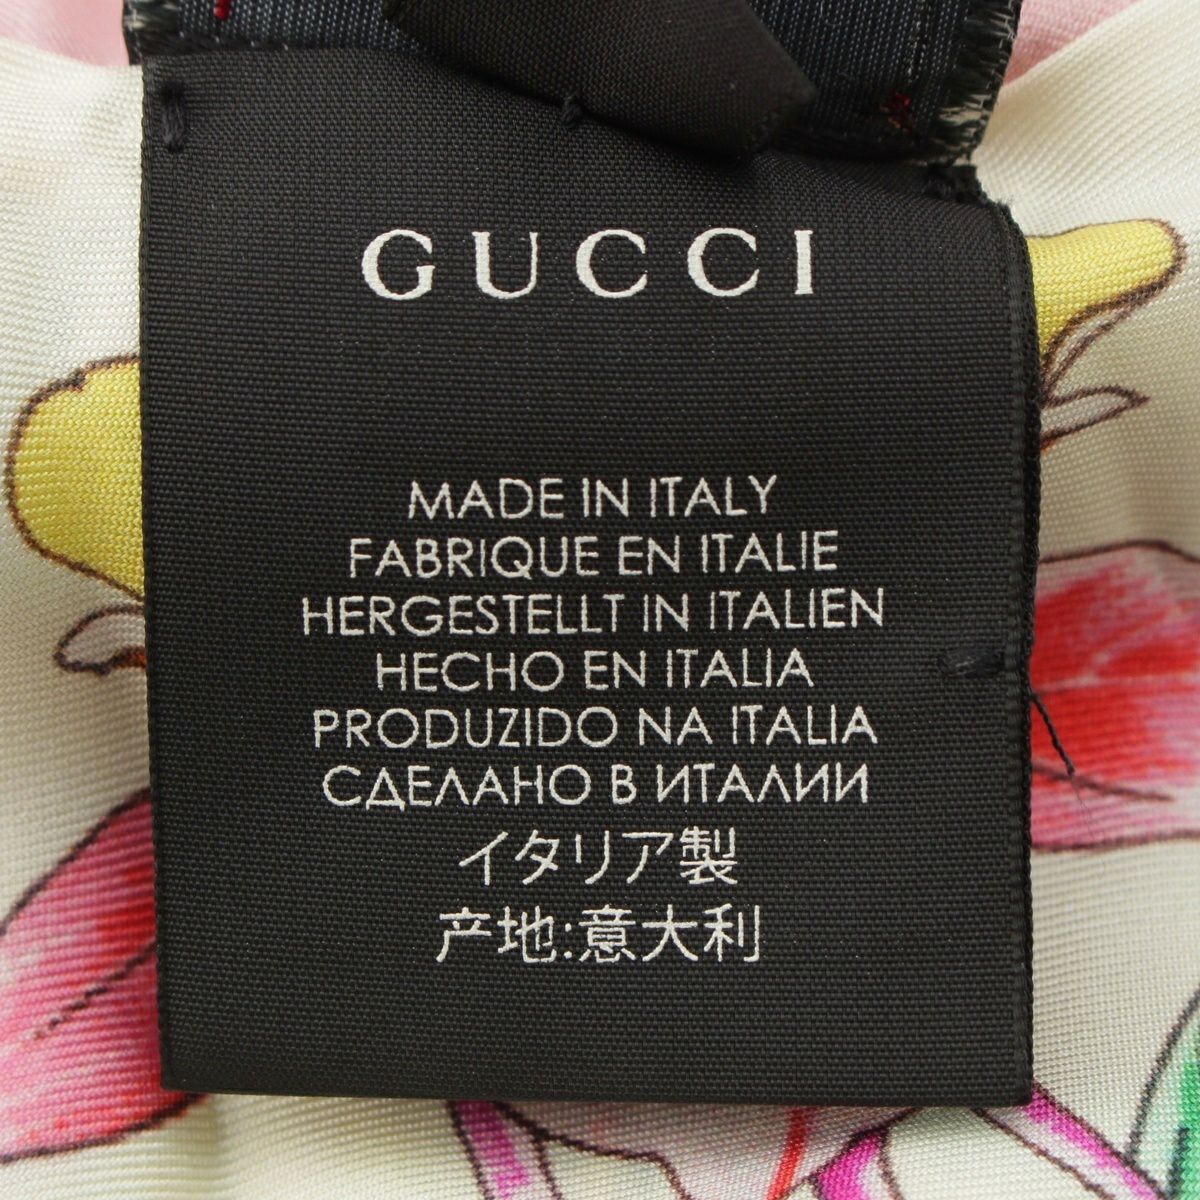 GUCCI
MADE IN ITALY
FABRIQUE EN ITALIE
HERGESTELLT IN ITALIEN
HECHO EN ITALIA
PRODUZIDO NA ITALIA
СДЕЛАНО В ИТАЛИИ
イタリア製
产地:意大利